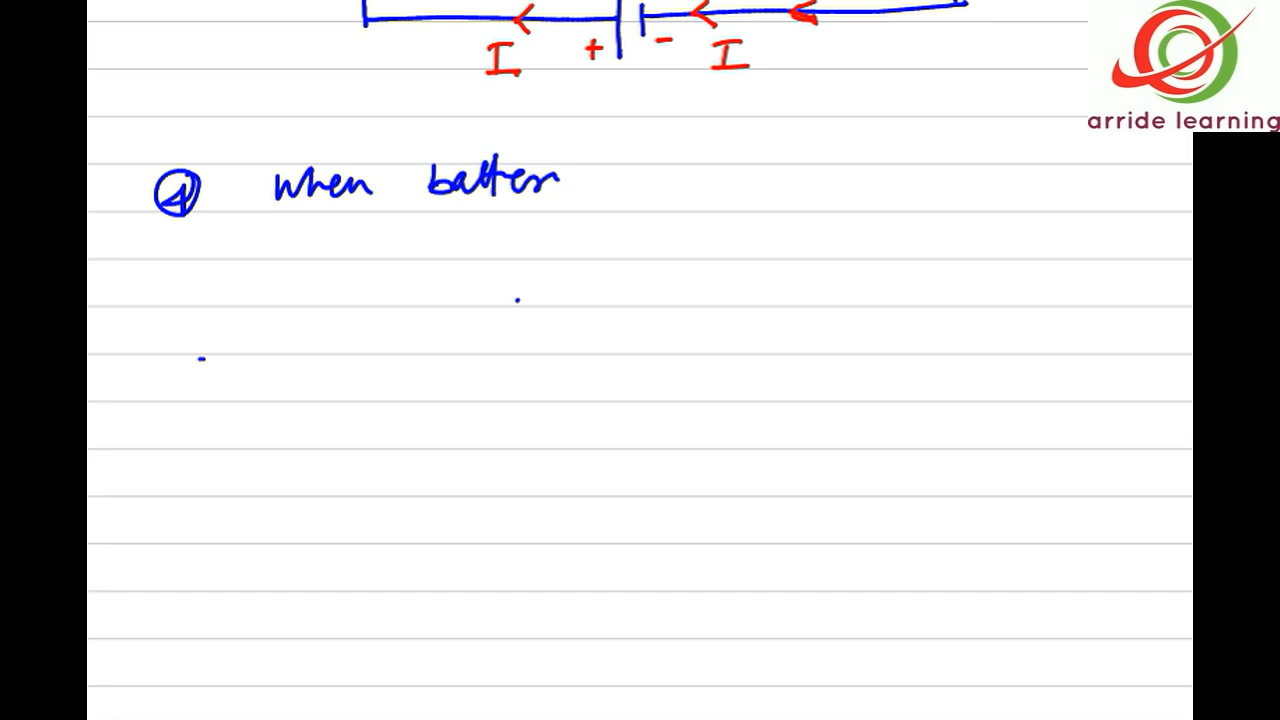 I + - I
arride learning
④ when batter